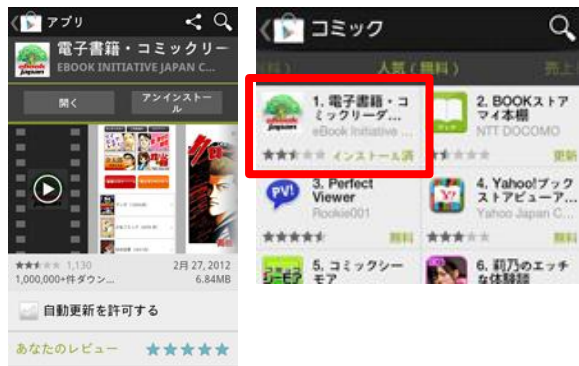 アプリ
電子書籍・コミックリー
EBOOK INITIATIVE JAPAN C...
開く
アンインストール
1,130
2月 27, 2012
1,000,000+件ダウン...
6.84MB
自動更新を許可する
あなたのレビュー
コミック
人気（無料）
売上
1. 電子書籍・コミックリーダ...
eBook Initiative ...
インストール済
2. BOOKストア マイ本棚
NTT DOCOMO
更新
3. Perfect Viewer
Rookie001
無料
4. Yahoo!ブックストアビューア...
Yahoo Japan C...
無料
5. コミックシーモア
6. 莉乃のエッチな体験談